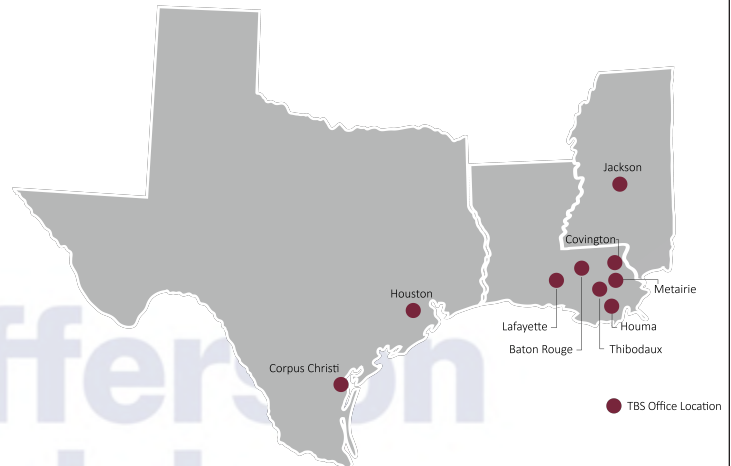 Jackson
Covington
Metairie
Houston
Lafayette
Houma
Baton Rouge
Thibodaux
Corpus Christi
TBS Office Location
fferson